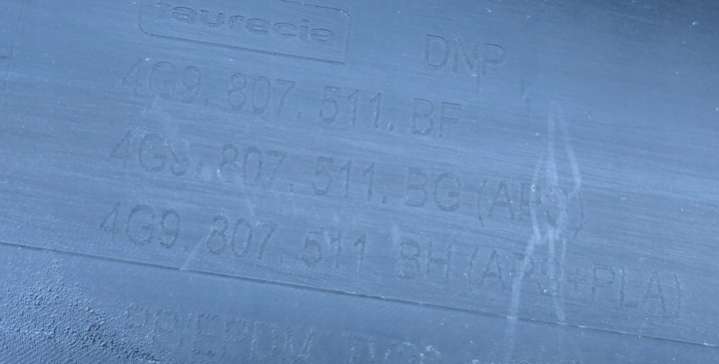 faurecia
DNP
4G9. 807. 511. BF
4G9. 807. 511. BG (APS)
4G9. 807. 511 BH (APS+PLA)